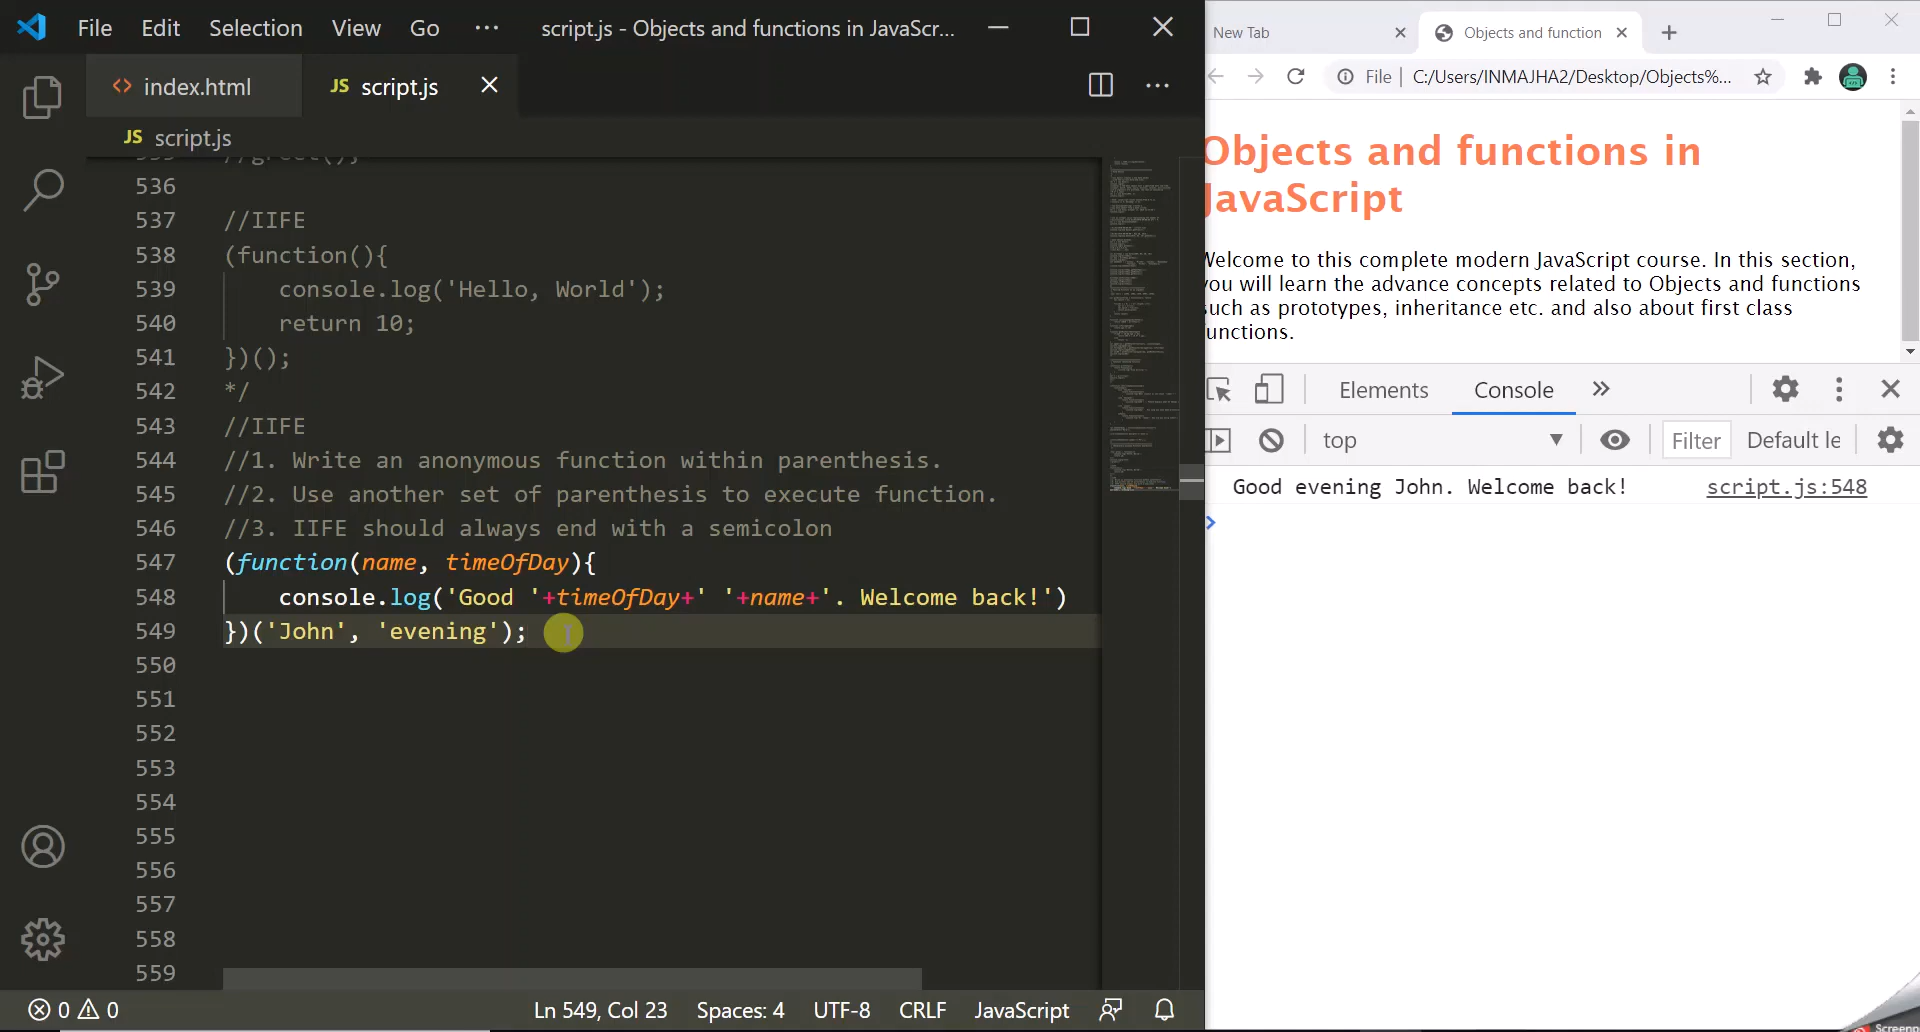 File Edit Selection View Go ··· script.js - Objects and functions in JavaScr...
index.html JS script.js
JS script.js
536
537 //IIFE
538 (function(){
539 console.log('Hello, World');
540 return 10;
541 })();
542 */
543 //IIFE
544 //1. Write an anonymous function within parenthesis.
545 //2. Use another set of parenthesis to execute function.
546 //3. IIFE should always end with a semicolon
547 (function(name, timeOfDay){
548 console.log('Good '+timeOfDay+' '+name+'. Welcome back!')
549 })('John', 'evening');
550
551
552
553
554
555
556
557
558
559
0 0 Ln 549, Col 23 Spaces: 4 UTF-8 CRLF JavaScript
New Tab Objects and function
File C:/Users/INMAJHA2/Desktop/Objects%...
Objects and functions in
JavaScript
Welcome to this complete modern JavaScript course. In this section,
you will learn the advance concepts related to Objects and functions
such as prototypes, inheritance etc. and also about first class
functions.
Elements Console
top Filter Default le
Good evening John. Welcome back! script.js:548